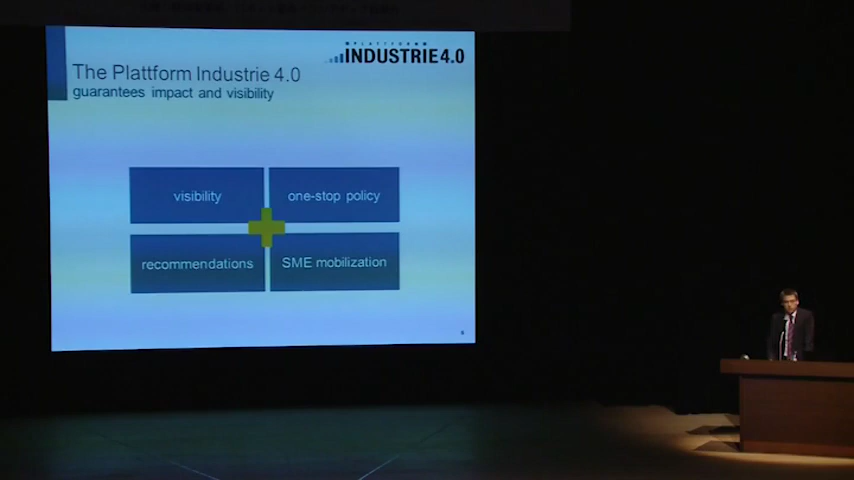 PLATTFORM
INDUSTRIE 4.0
The Plattform Industrie 4.0
guarantees impact and visibility
visibility
one-stop policy
recommendations
SME mobilization